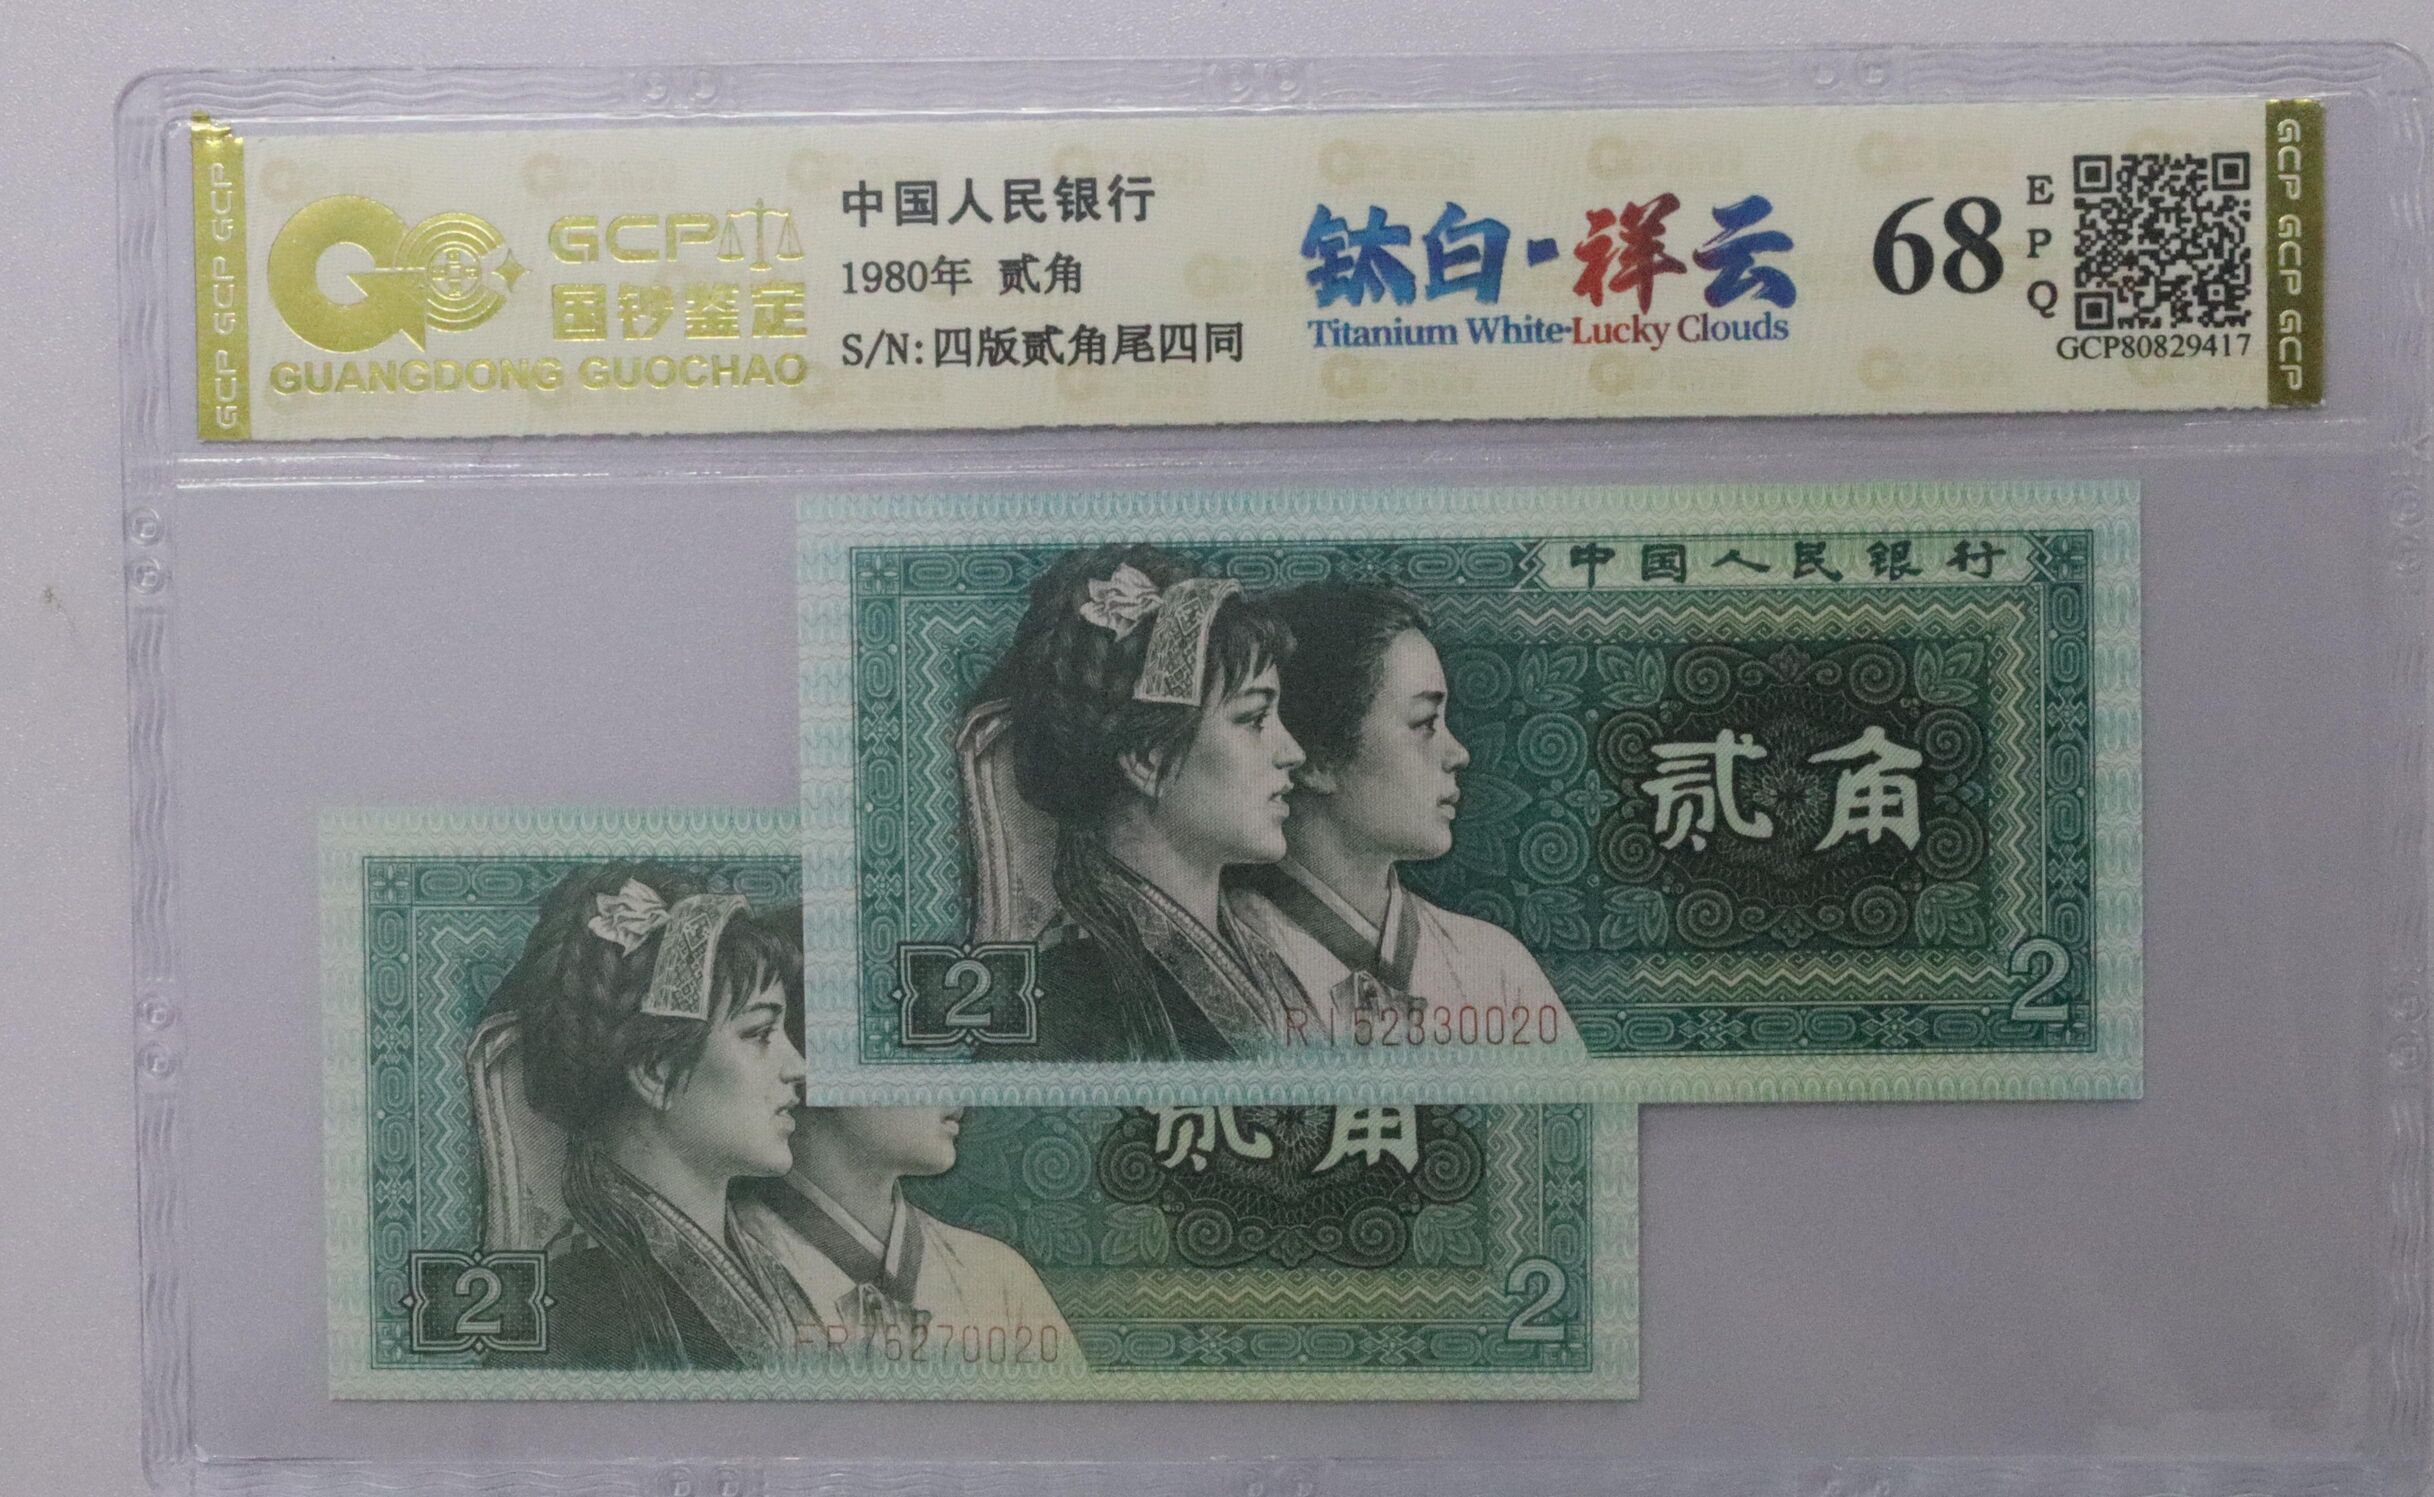 GCP GCP GCP
GCP
国钞鉴定
GUANGDONG GUOCHAO
中国人民银行
1980年 贰角
S/N: 四版贰角尾四同
钛白·祥云
Titanium White·Lucky Clouds
68
EPQ
GCP80829417
GCP GCP GCP
中国人民银行
贰角
2
2
RI52330020
贰角
2
2
FR76270020